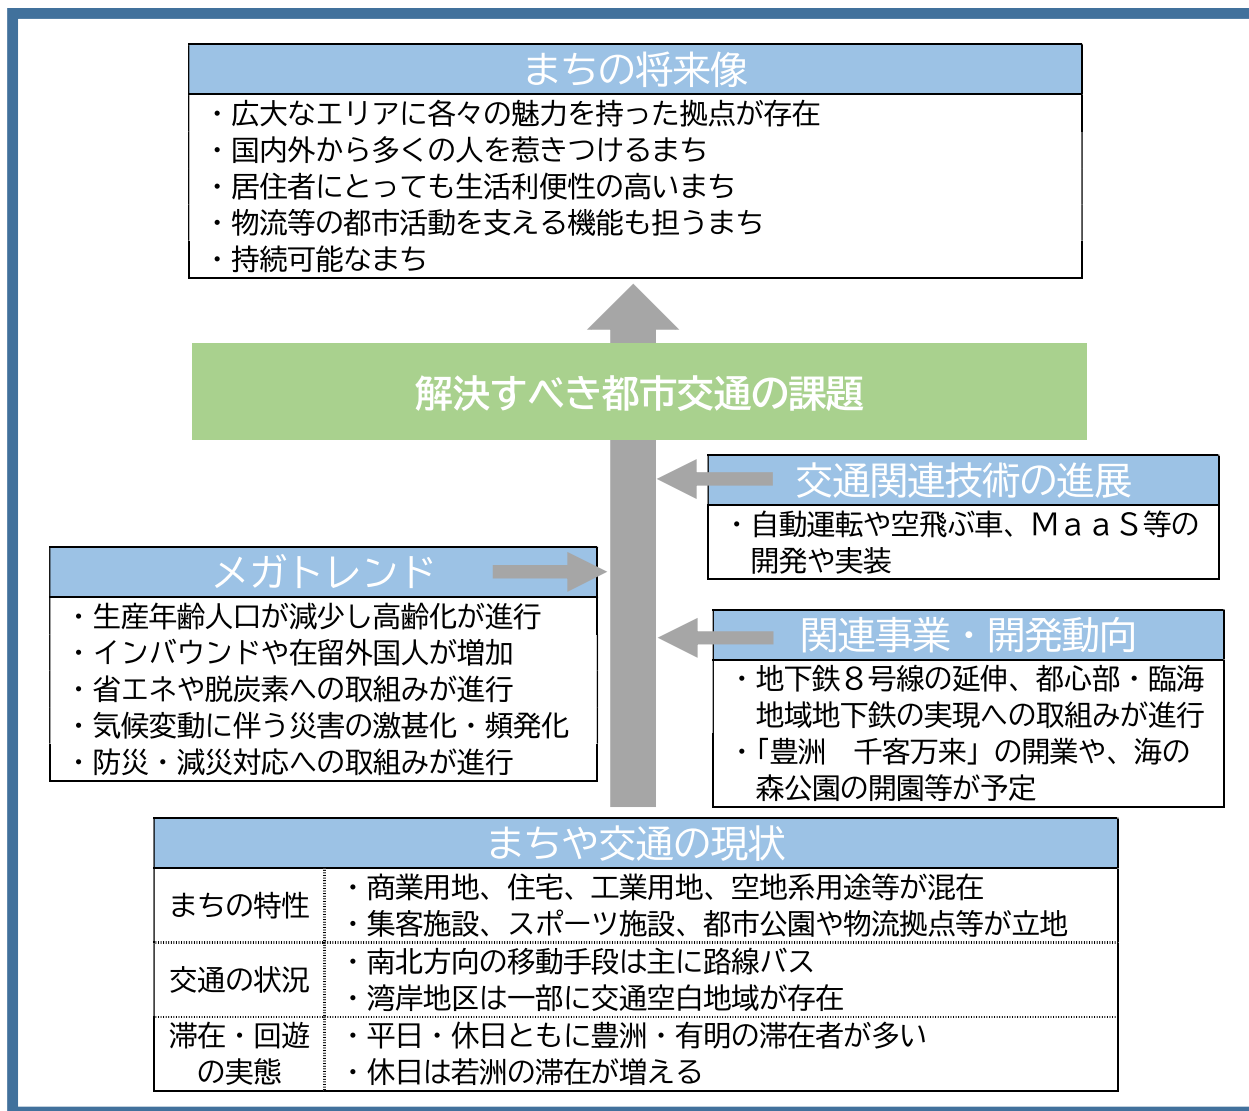 まちの将来像
・広大なエリアに各々の魅力を持った拠点が存在
・国内外から多くの人を惹きつけるまち
・居住者にとっても生活利便性の高いまち
・物流等の都市活動を支える機能も担うまち
・持続可能なまち
解決すべき都市交通の課題
交通関連技術の進展
・自動運転や空飛ぶ車、ＭａａＳ等の
開発や実装
メガトレンド
・生産年齢人口が減少し高齢化が進行
・インバウンドや在留外国人が増加
・省エネや脱炭素への取組みが進行
・気候変動に伴う災害の激甚化・頻発化
・防災・減災対応への取組みが進行
関連事業・開発動向
・地下鉄８号線の延伸、都心部・臨海
地域地下鉄の実現への取組みが進行
・「豊洲　千客万来」の開業や、海の
森公園の開園等が予定
まちや交通の現状
まちの特性
・商業用地、住宅、工業用地、空地系用途等が混在
・集客施設、スポーツ施設、都市公園や物流拠点等が立地
交通の状況
・南北方向の移動手段は主に路線バス
・湾岸地区は一部に交通空白地域が存在
滞在・回遊
の実態
・平日・休日ともに豊洲・有明の滞在者が多い
・休日は若洲の滞在が増える